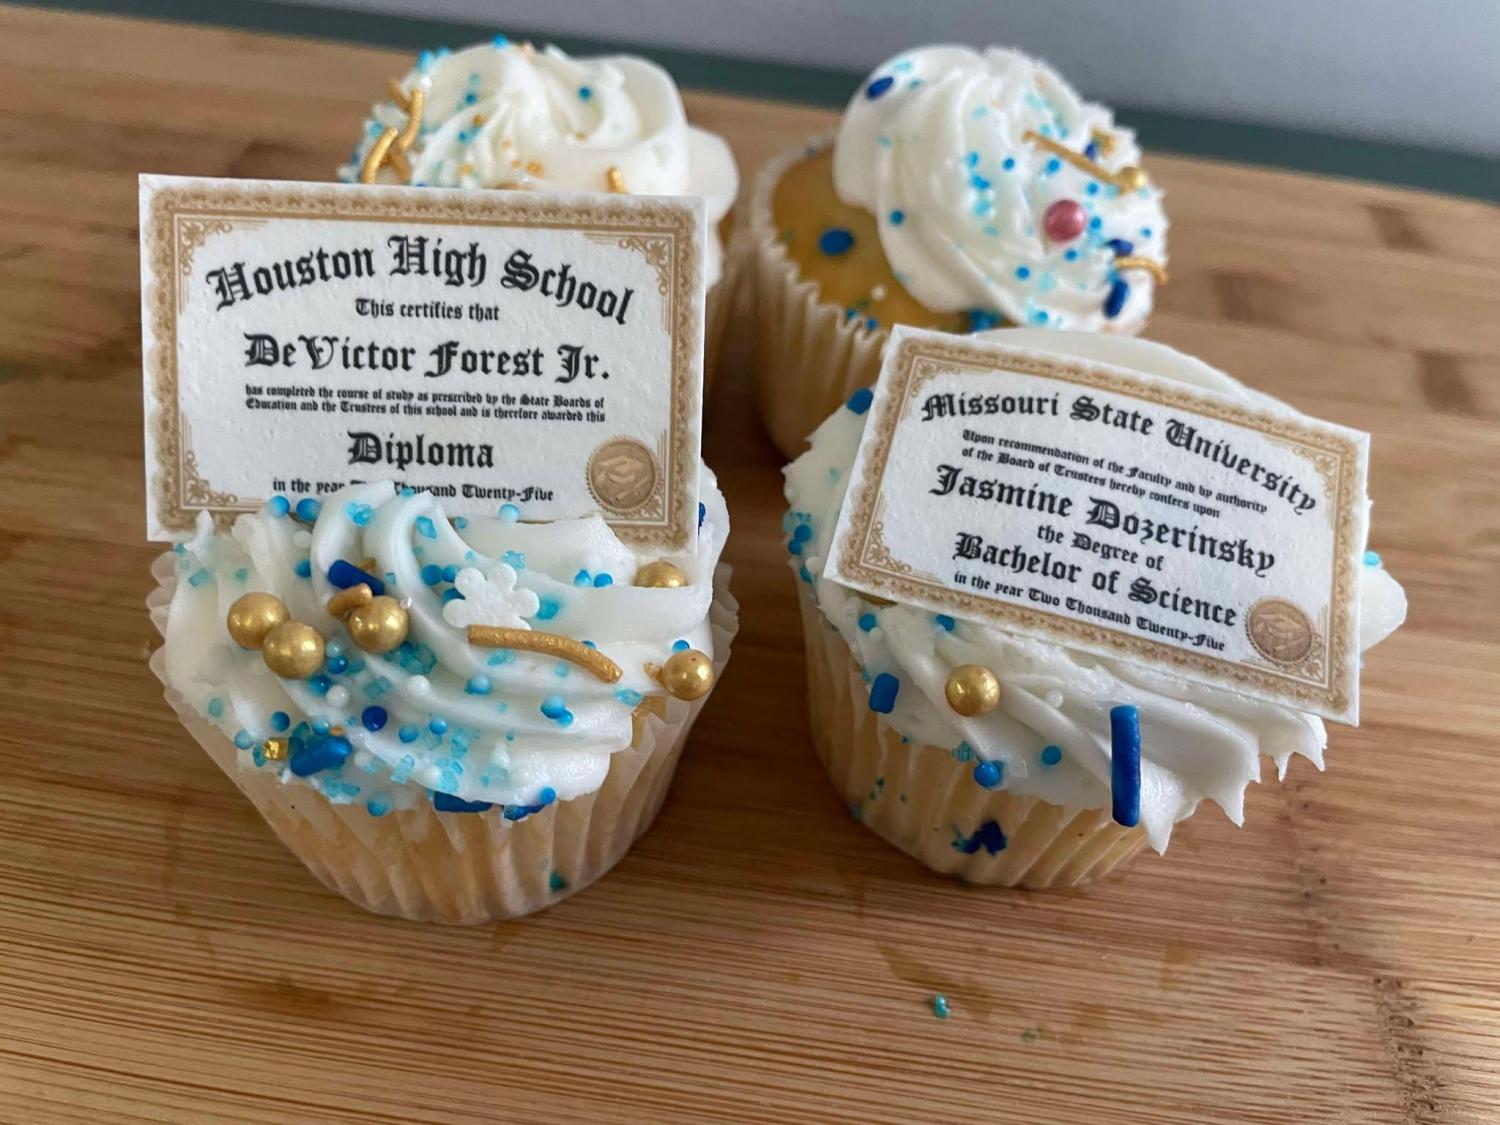 Houston High School
This certifies that
DeVictor Forest Jr.
has completed the course of study as prescribed by the State Boards of
Education and the Trustees of this school and is therefore awarded this
Diploma
in the year Two Thousand Twenty-Five
Missouri State University
Upon recommendation of the Faculty and by authority
of the Board of Trustees hereby confers upon
Jasmine Dozerinsky
the Degree of
Bachelor of Science
in the year Two Thousand Twenty-Five